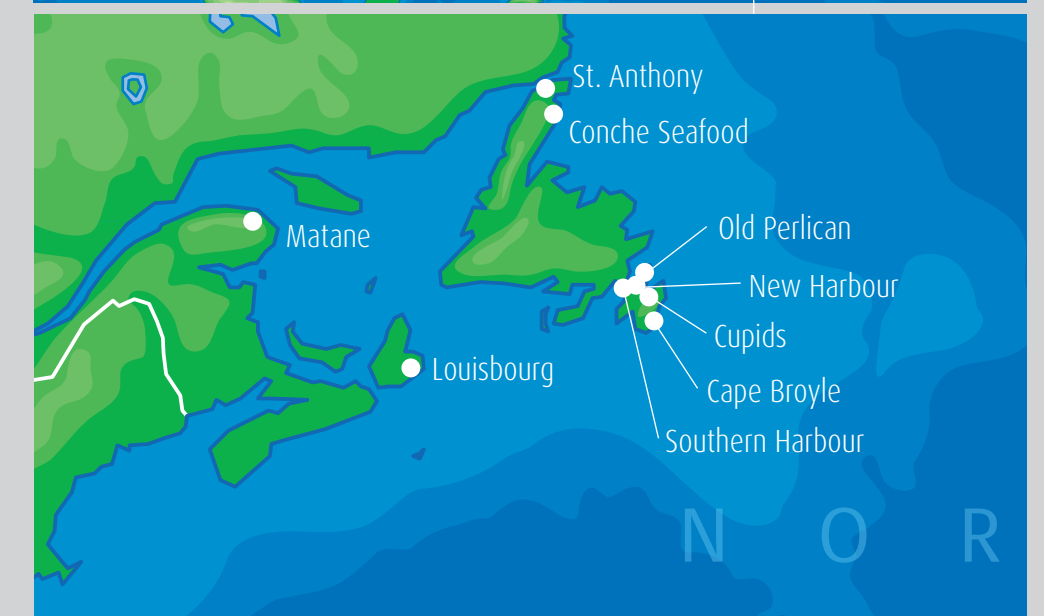 St. Anthony
Conche Seafood
Old Perlican
Matane
New Harbour
Cupids
Louisbourg
Cape Broyle
Southern Harbour
N O R